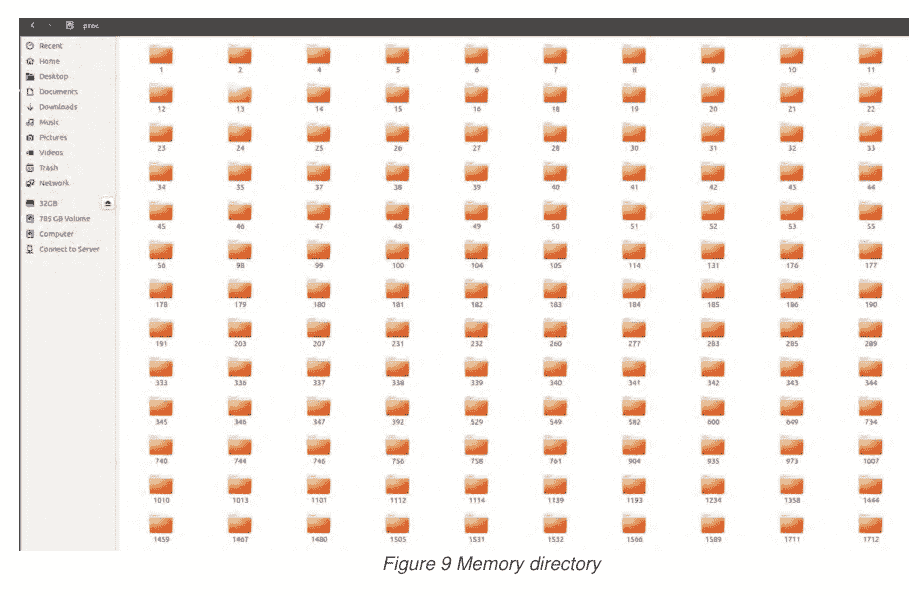 proc
Recent
Home
Desktop
Documents
Downloads
Music
Pictures
Videos
Trash
Network
32GB
785 GB Volume
Computer
Connect to Server
1 2 4 5 6 7 8 9 10 11
12 13 14 15 16 18 19 20 21 22
23 24 25 26 27 28 30 31 32 33
34 35 37 38 39 40 41 42 43 44
45 46 47 48 49 50 51 52 53 55
56 98 99 100 104 105 114 131 176 177
178 179 180 181 182 183 184 185 186 190
191 203 207 231 232 260 277 283 285 289
333 336 337 338 339 340 341 342 343 344
345 346 347 392 529 549 582 600 649 734
740 744 746 756 758 761 904 935 973 1007
1010 1013 1101 1112 1114 1139 1193 1234 1358 1444
1459 1467 1480 1505 1531 1532 1566 1589 1711 1712
Figure 9 Memory directory